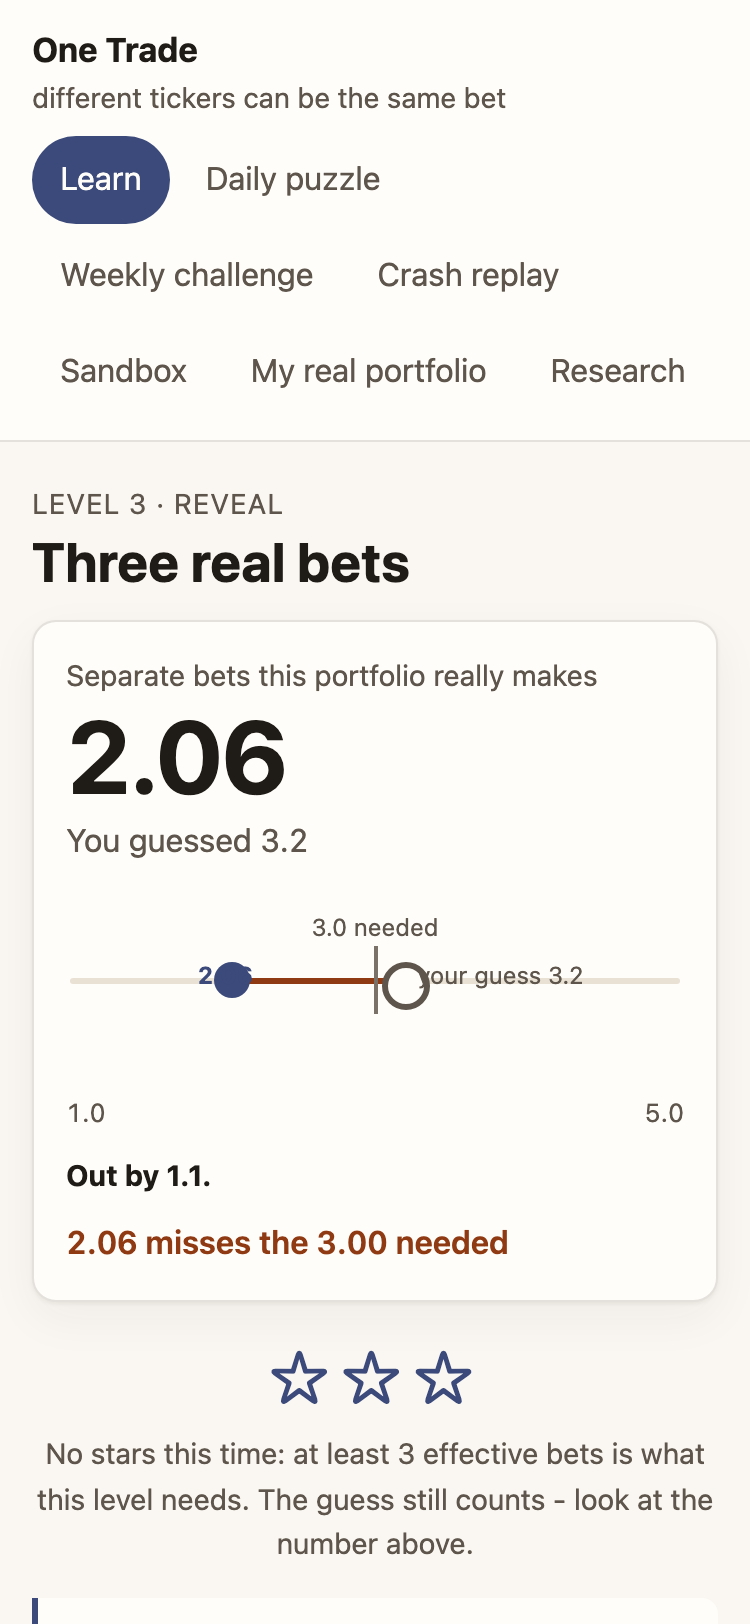 One Trade
different tickers can be the same bet
Learn Daily puzzle
Weekly challenge Crash replay
Sandbox My real portfolio Research
LEVEL 3 · REVEAL
Three real bets
Separate bets this portfolio really makes
2.06
You guessed 3.2
3.0 needed
your guess 3.2
1.0 5.0
Out by 1.1.
2.06 misses the 3.00 needed
No stars this time: at least 3 effective bets is what
this level needs. The guess still counts - look at the
number above.